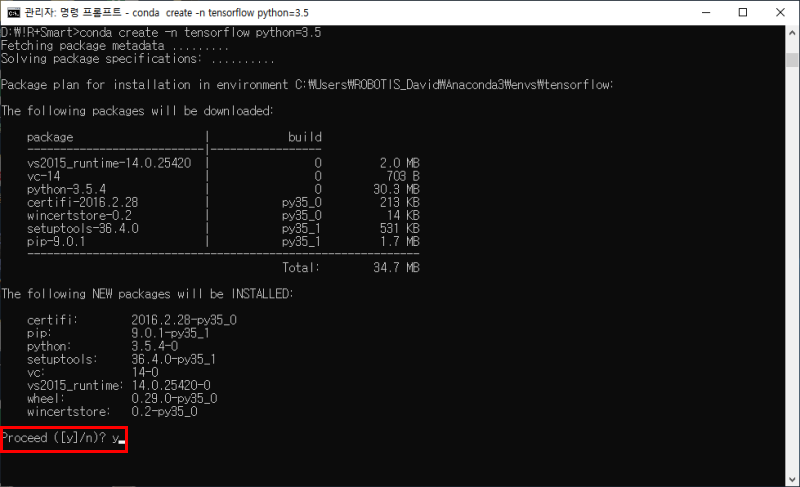 관리자: 명령 프롬프트 - conda  create -n tensorflow python=3.5
D:₩!R+Smart>conda create -n tensorflow python=3.5
Fetching package metadata .........
Solving package specifications: ..........
Package plan for installation in environment C:₩Users₩ROBOTIS_David₩Anaconda3₩envs₩tensorflow:
The following packages will be downloaded:
    package                    |            build
    ---------------------------|-----------------
    vs2015_runtime-14.0.25420  |                0         2.0 MB
    vc-14                      |                0          703 B
    python-3.5.4               |                0        30.3 MB
    certifi-2016.2.28          |           py35_0         213 KB
    wincertstore-0.2           |           py35_0          14 KB
    setuptools-36.4.0          |           py35_1         531 KB
    pip-9.0.1                  |           py35_1         1.7 MB
    ------------------------------------------------------------
                                           Total:        34.7 MB
The following NEW packages will be INSTALLED:
    certifi:        2016.2.28-py35_0
    pip:            9.0.1-py35_1
    python:         3.5.4-0
    setuptools:     36.4.0-py35_1
    vc:             14-0
    vs2015_runtime: 14.0.25420-0
    wheel:          0.29.0-py35_0
    wincertstore:   0.2-py35_0
Proceed ([y]/n)? y